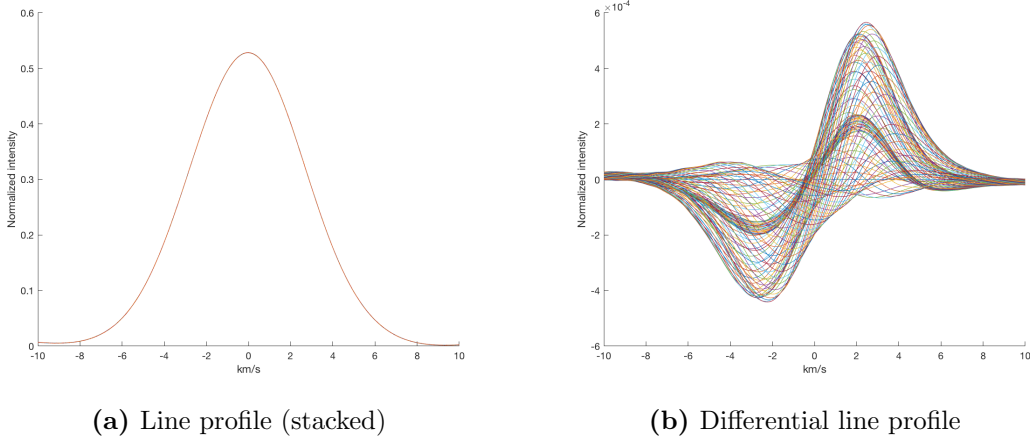 0.6
0.5
0.4
0.3
0.2
0.1
0
Normalized intensity
-10 -8 -6 -4 -2 0 2 4 6 8 10
km/s
(a) Line profile (stacked)
6 ×10⁻⁴
4
2
0
-2
-4
-6
Normalized intensity
-10 -8 -6 -4 -2 0 2 4 6 8 10
km/s
(b) Differential line profile